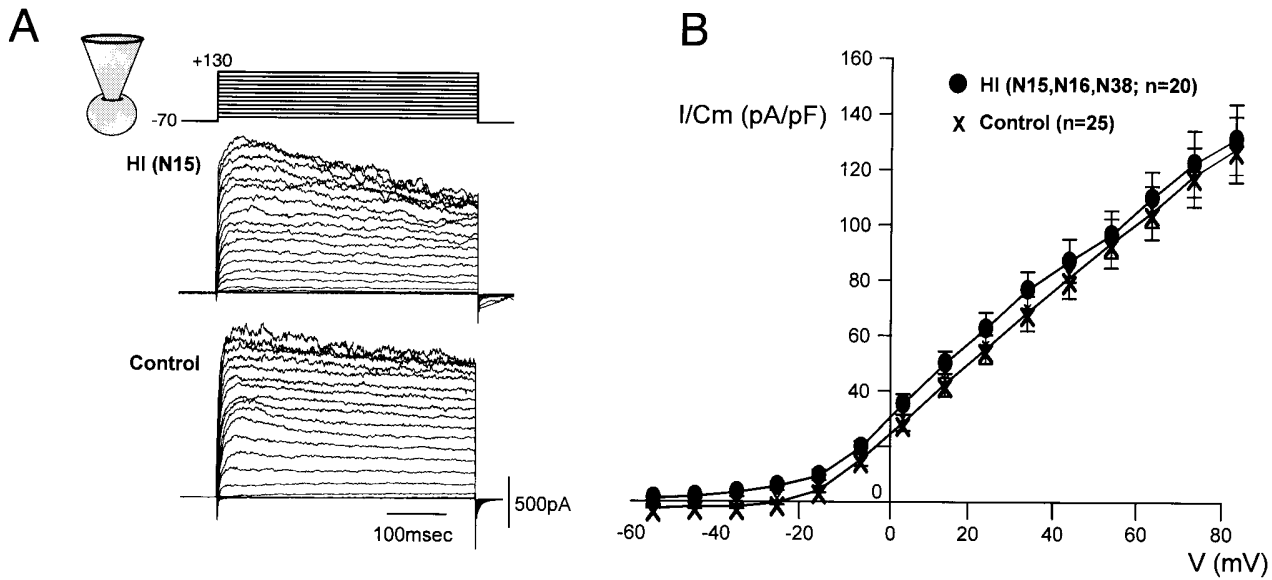 A
+130
-70
HI (N15)
Control
500pA
100msec
B
I/Cm (pA/pF)
HI (N15,N16,N38; n=20)
Control (n=25)
160
140
120
100
80
60
40
0
-60
-40
-20
0
20
40
60
80
V (mV)